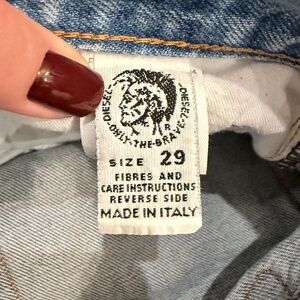 DIESEL
ONLY-THE-BRAVE
DIESEL
R
SIZE 29
FIBRES AND
CARE INSTRUCTIONS
REVERSE SIDE
MADE IN ITALY